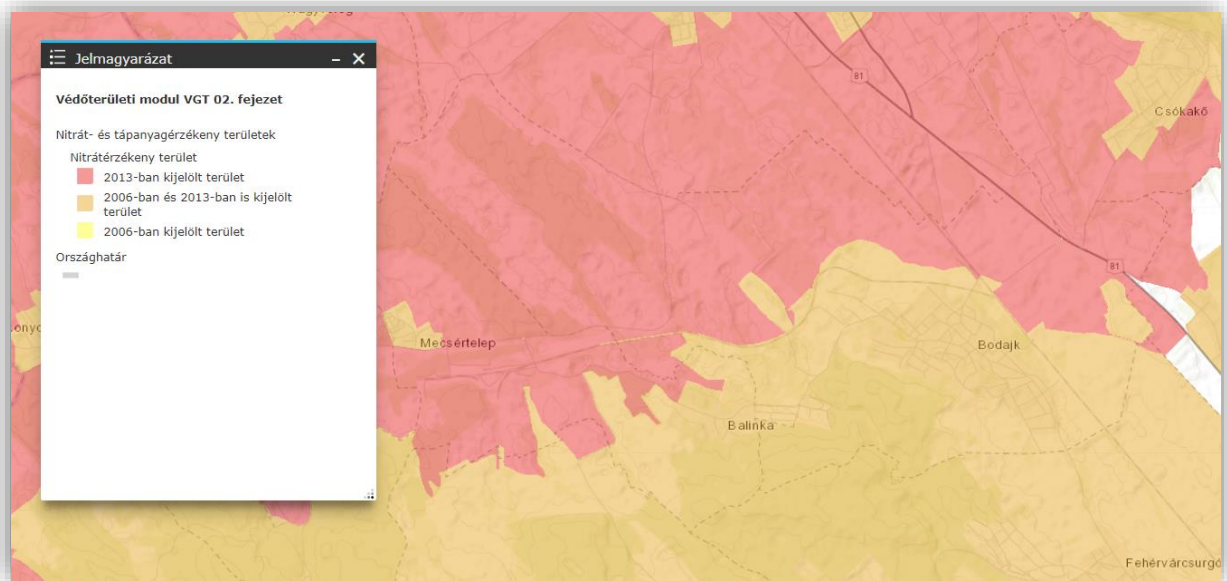 Jelmagyarázat
Védőterületi modul VGT 02. fejezet
Nitrát- és tápanyagérzékeny területek
Nitrátérzékeny terület
2013-ban kijelölt terület
2006-ban és 2013-ban is kijelölt
terület
2006-ban kijelölt terület
Országhatár
81
Csókakő
81
Mecsértelep
Bodajk
Balinka
Fehérvárcsurgó